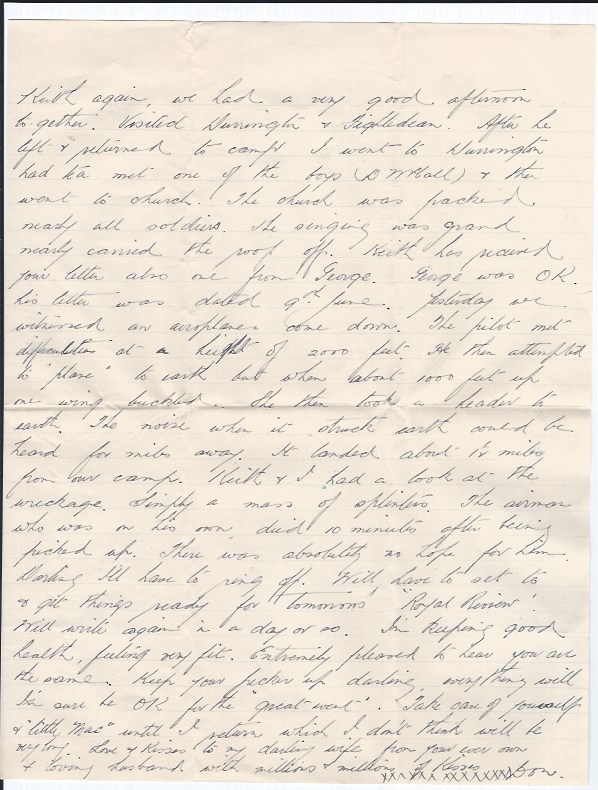 Keith again, we had a very good afternoon
to-gether. Visited Durrington & Fighledean. After he
left & returned to camp I went to Durrington
had tea met one of the boys (D McCall) & then
went to church. The church was packed
nearly all soldiers. The singing was grand
nearly carried the roof off. Keith has received
your letter also one from George. George was OK.
his letter was dated 9th June. Yesterday we
witnessed an aeroplane come down. The pilot met
difficulties at a height of 2000 feet. He then attempted
to "plane" to earth but when about 1000 feet up
one wing buckled.. She then took a header to
earth. The noise when it struck earth could be
heard for miles away. It landed about 1½ miles
from our camp. Keith & I had a look at the
wreckage. Simply a mass of splinters. The airman
who was on his own, died 10 minutes after being
picked up. There was absolutely no hope for him.
Darling I'll have to ring off. Will have to set to
& get things ready for tomorrows "Royal Review".
Will write again in a day or so. I'm keeping good
health, feeling very fit. Extremely pleased to hear you are
the same. Keep your pecker up darling, everything will
I'm sure be OK for the "great event". Take care of yourself
& "little Mac" until I return which I don't think will be
very long. Love & kisses to my darling wife from your ever own
& loving husband with millions & millions of kisses Don.
xxxxxx xxxxxxxxx